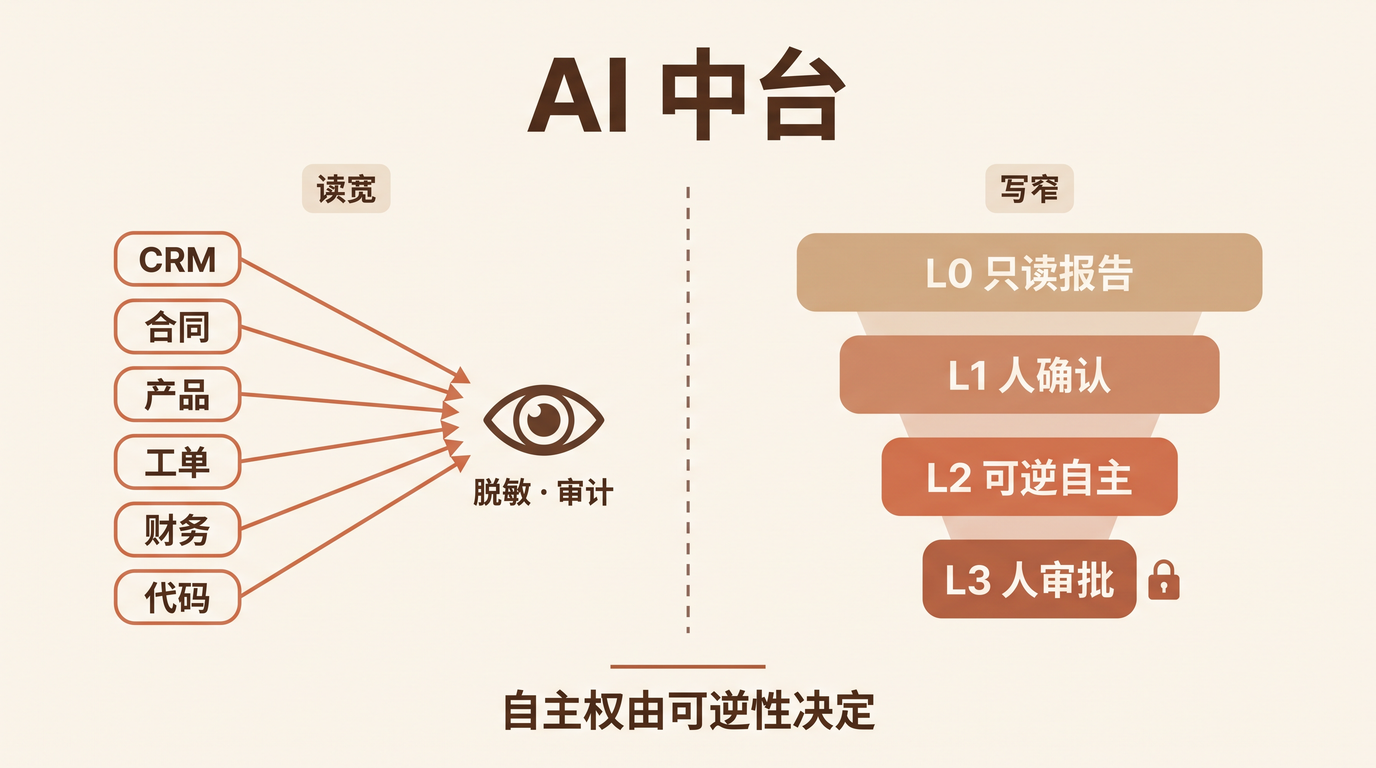 AI 中台
读宽
CRM
合同
产品
工单
财务
代码
脱敏 · 审计
写窄
L0 只读报告
L1 人确认
L2 可逆自主
L3 人审批
自主权由可逆性决定